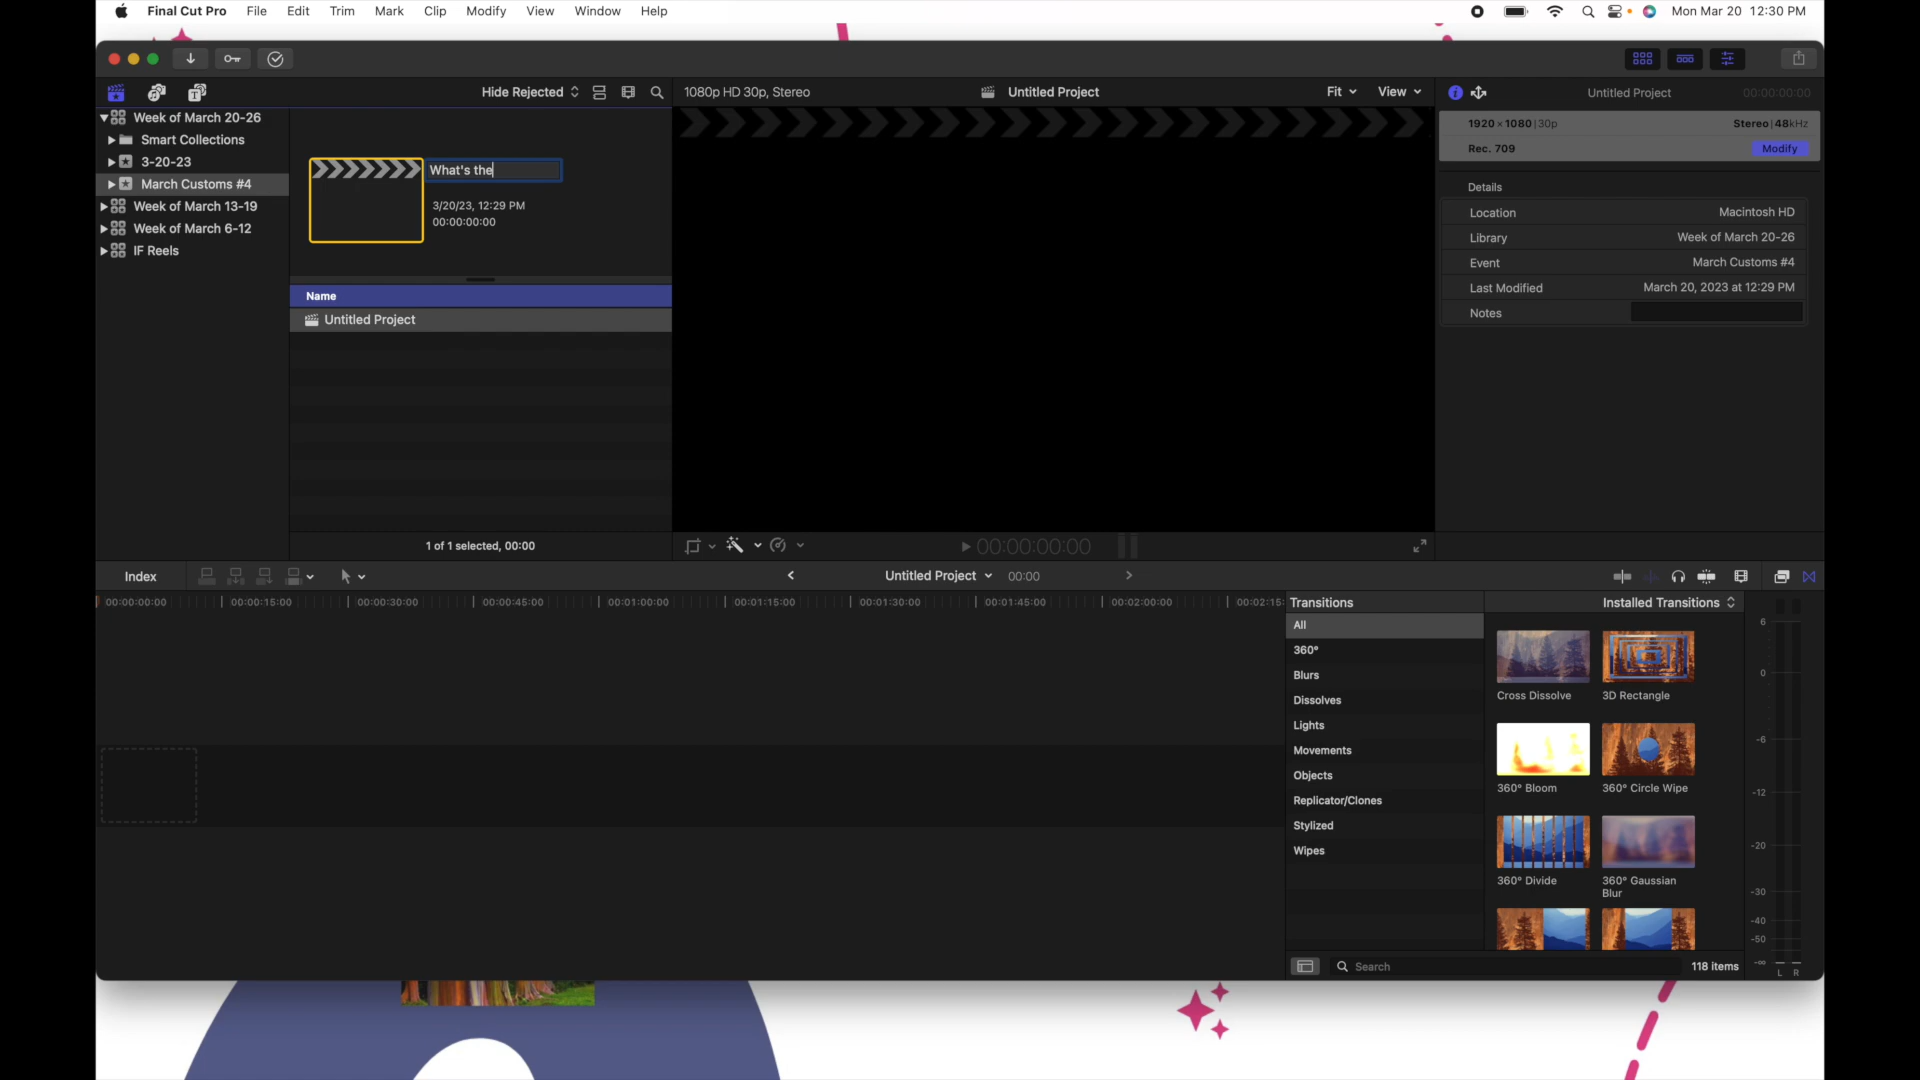 Final Cut Pro File Edit Trim Mark Clip Modify View Window Help Mon Mar 20 12:30 PM
Hide Rejected
1080p HD 30p, Stereo
Untitled Project
Fit
View
Untitled Project
00:00:00:00
Week of March 20-26
Smart Collections
3-20-23
March Customs #4
Week of March 13-19
Week of March 6-12
IF Reels
What's the
3/20/23, 12:29 PM
00:00:00:00
Name
Untitled Project
1 of 1 selected, 00:00
00:00:00:00
1920 × 1080 | 30p
Stereo | 48kHz
Rec. 709
Modify
Details
Location Macintosh HD
Library Week of March 20-26
Event March Customs #4
Last Modified March 20, 2023 at 12:29 PM
Notes
Index
Untitled Project 00:00
00:00:00:00 00:00:15:00 00:00:30:00 00:00:45:00 00:01:00:00 00:01:15:00 00:01:30:00 00:01:45:00 00:02:00:00 00:02:15:
Transitions
Installed Transitions
All
360°
Blurs
Dissolves
Lights
Movements
Objects
Replicator/Clones
Stylized
Wipes
Cross Dissolve
3D Rectangle
360° Bloom
360° Circle Wipe
360° Divide
360° Gaussian
Blur
Search
118 items
6
0
-6
-12
-20
-30
-40
-50
-∞
L R